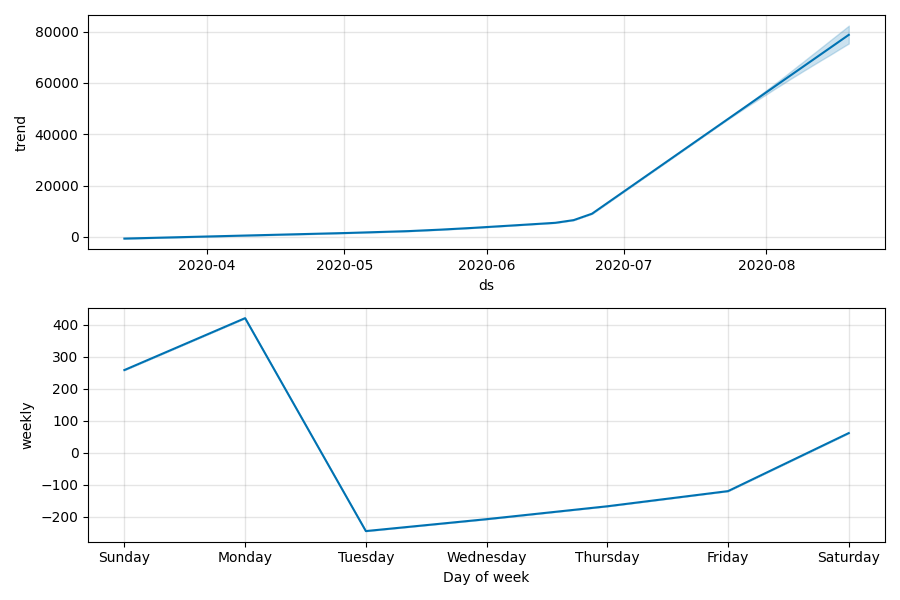 80000
60000
40000
20000
0
trend
2020-04 2020-05 2020-06 2020-07 2020-08
ds
400
300
200
100
0
−100
−200
weekly
Sunday Monday Tuesday Wednesday Thursday Friday Saturday
Day of week